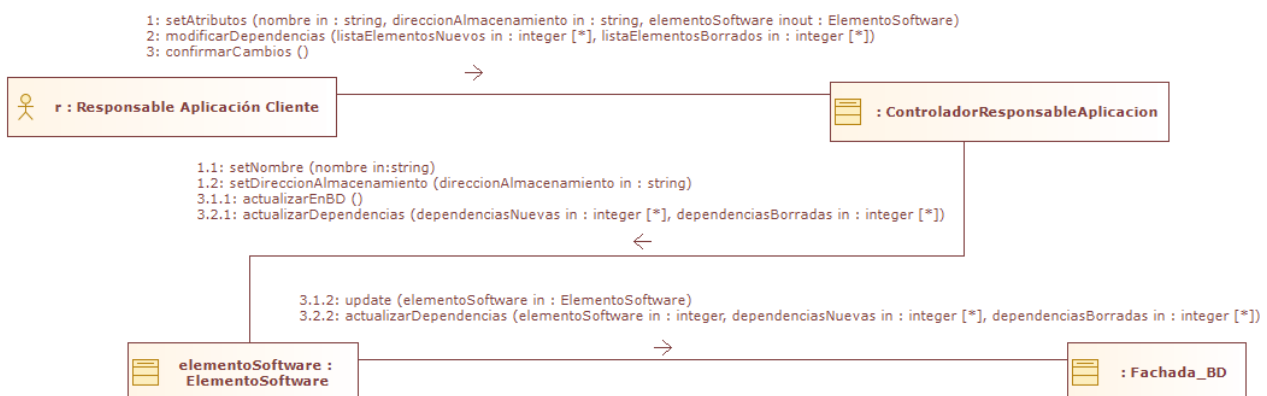 1: setAtributos (nombre in : string, direccionAlmacenamiento in : string, elementoSoftware inout : ElementoSoftware)
2: modificarDependencias (listaElementosNuevos in : integer [*], listaElementosBorrados in : integer [*])
3: confirmarCambios ()
r : Responsable Aplicación Cliente
: ControladorResponsableAplicacion
1.1: setNombre (nombre in:string)
1.2: setDireccionAlmacenamiento (direccionAlmacenamiento in : string)
3.1.1: actualizarEnBD ()
3.2.1: actualizarDependencias (dependenciasNuevas in : integer [*], dependenciasBorradas in : integer [*])
3.1.2: update (elementoSoftware in : ElementoSoftware)
3.2.2: actualizarDependencias (elementoSoftware in : integer, dependenciasNuevas in : integer [*], dependenciasBorradas in : integer [*])
elementoSoftware :
ElementoSoftware
: Fachada_BD